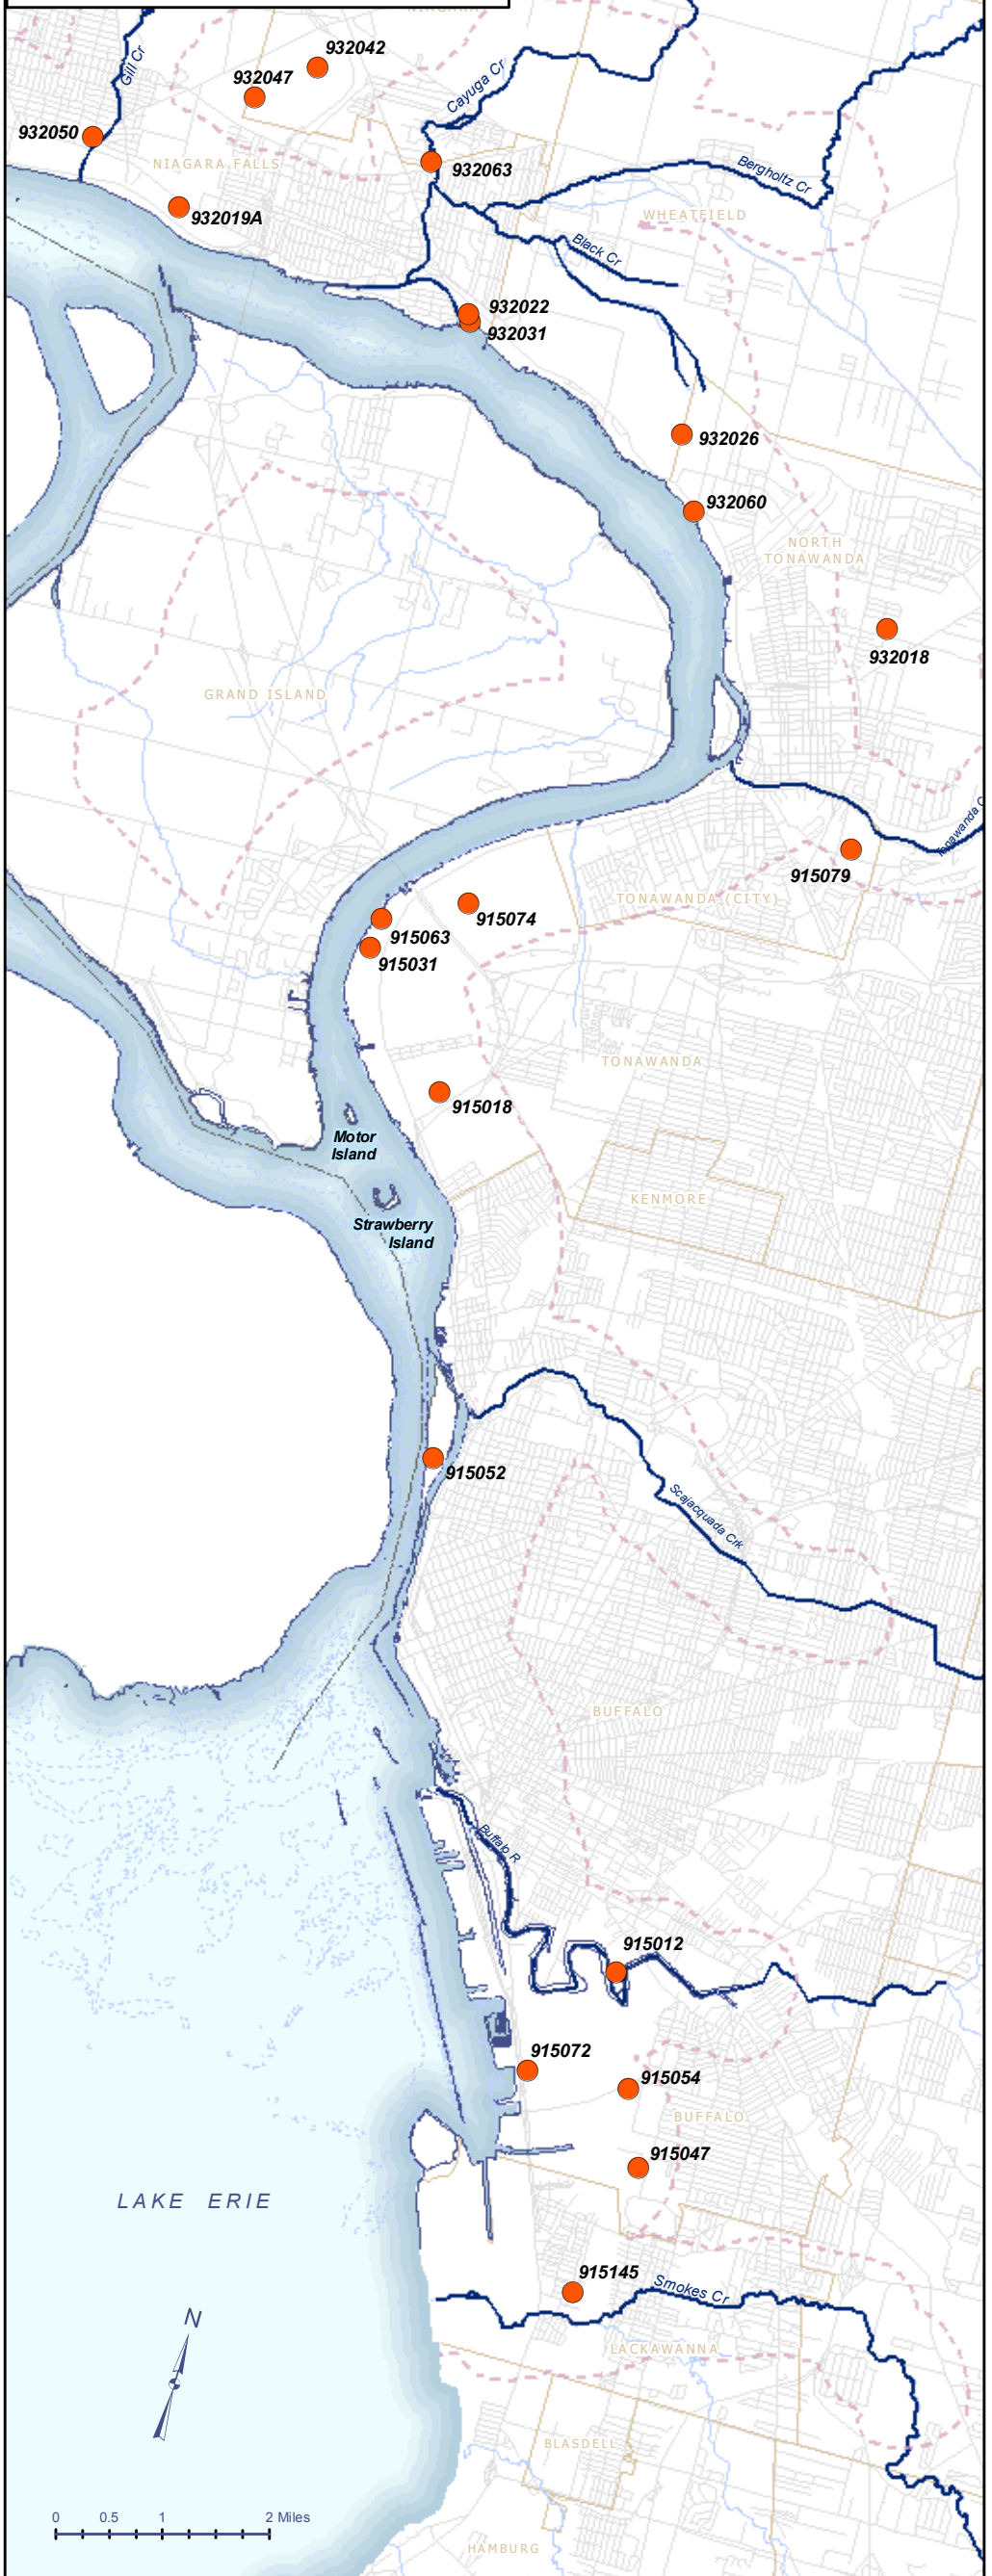 NIAGARA
932042
932047
Gill Cr
Cayuga Cr
932050
NIAGARA FALLS
932063
Bergholtz Cr
932019A
WHEATFIELD
Black Cr
932022
932031
932026
932060
NORTH
TONAWANDA
932018
GRAND ISLAND
Tonawanda C
915079
TONAWANDA (CITY)
915074
915063
915031
TONAWANDA
915018
Motor
Island
KENMORE
Strawberry
Island
915052
Scajacquada Crk
BUFFALO
Buffalo R
915012
915072
915054
BUFFALO
915047
LAKE ERIE
915145
Smokes Cr
N
LACKAWANNA
BLASDELL
0 0.5 1 2 Miles
HAMBURG